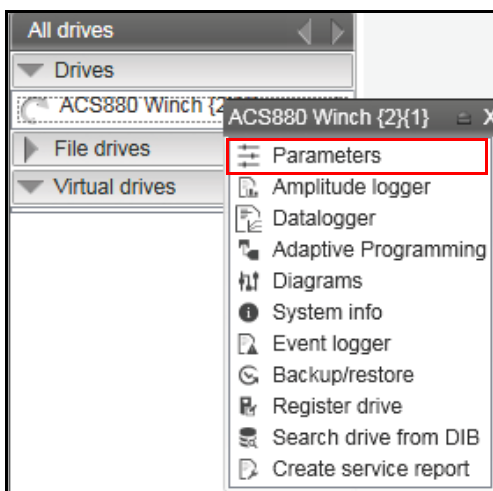 All drives
Drives
ACS880 Winch {2}
ACS880 Winch {2}{1} X
Parameters
File drives
Amplitude logger
Virtual drives
Datalogger
Adaptive Programming
Diagrams
System info
Event logger
Backup/restore
Register drive
Search drive from DIB
Create service report